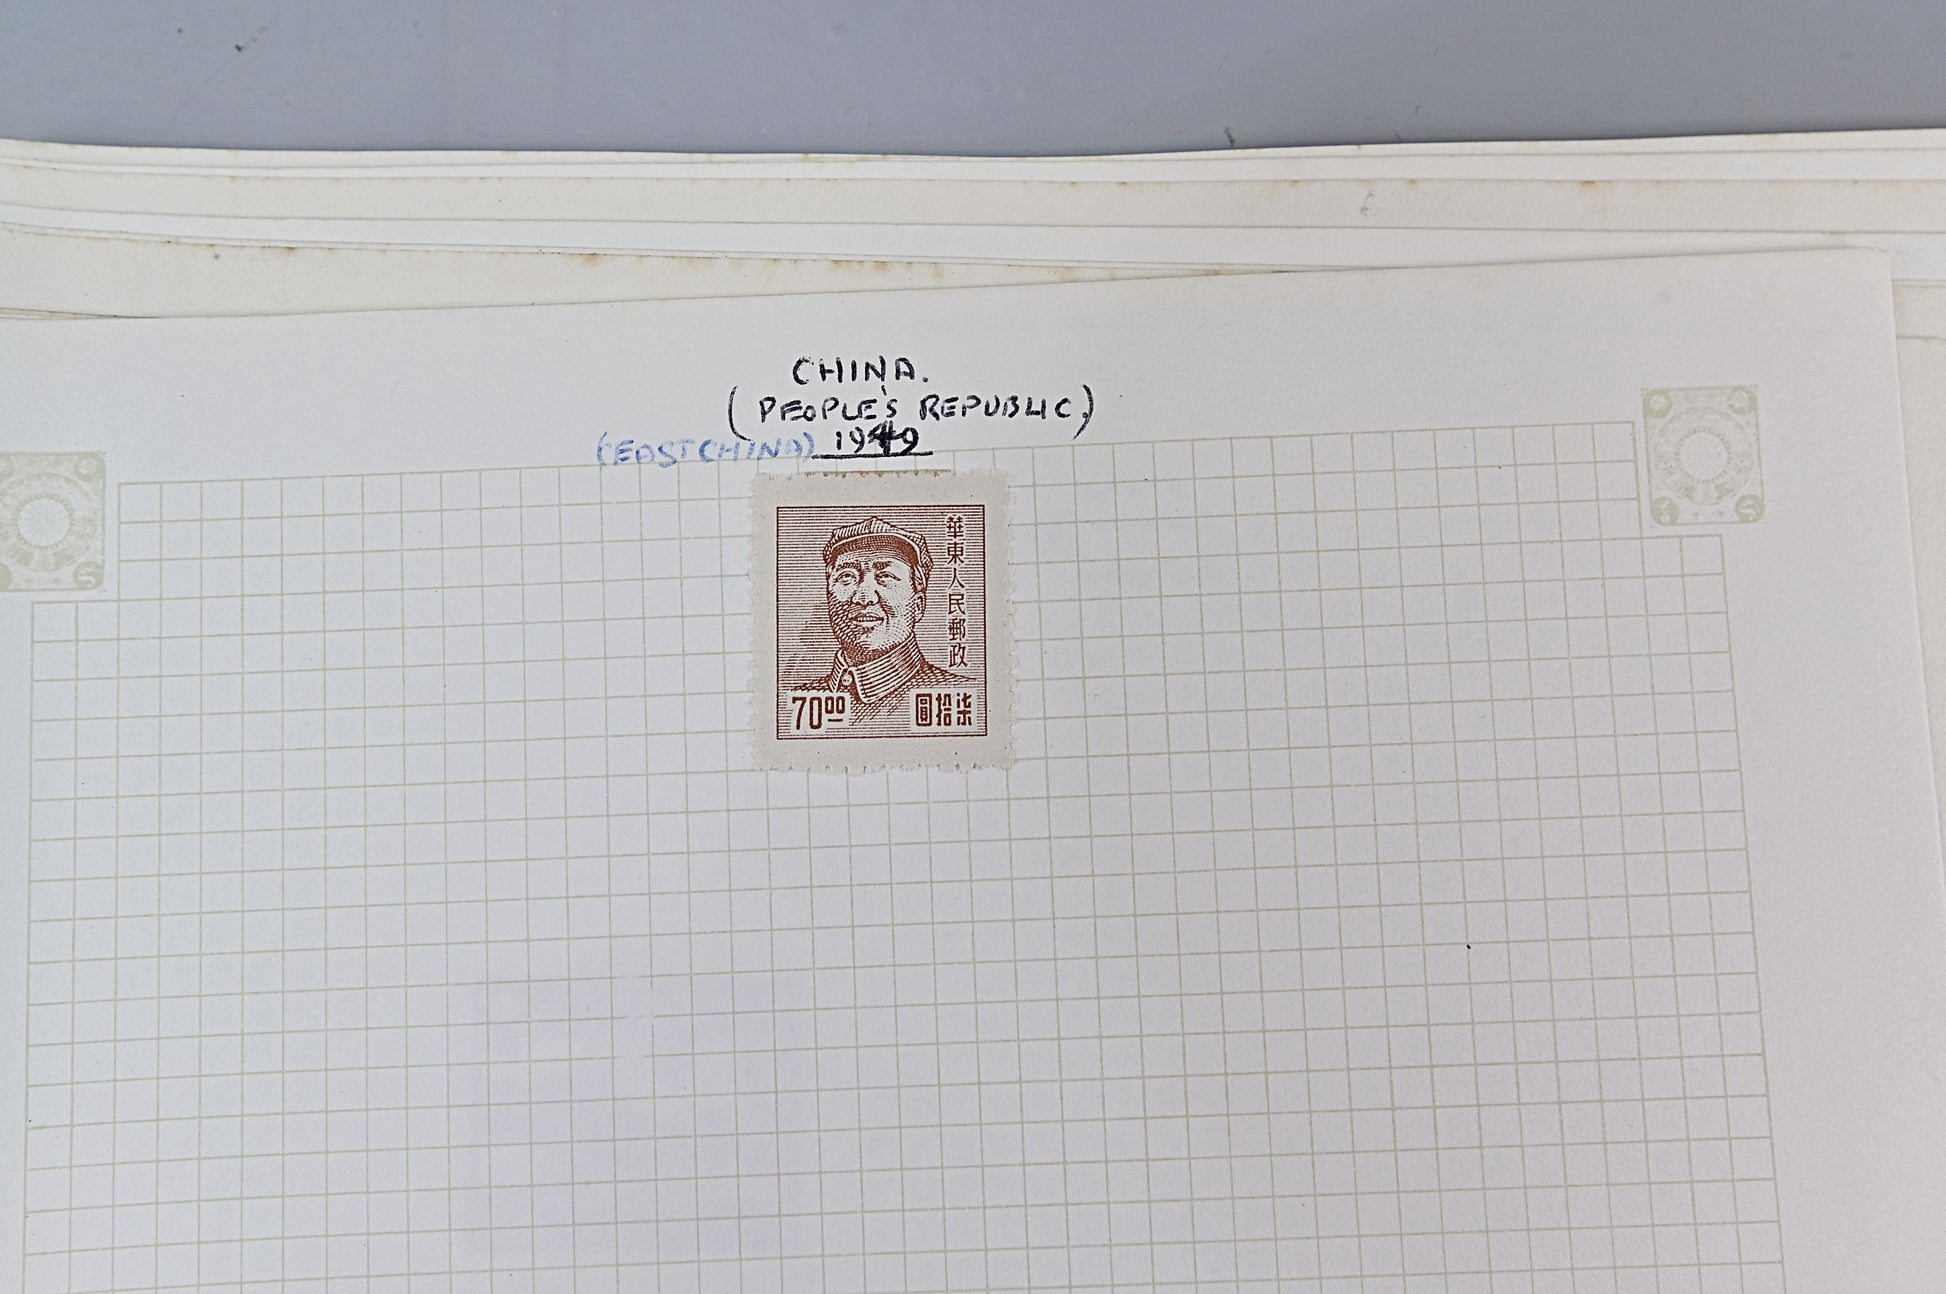 CHINA.
(PEOPLE'S REPUBLIC.)
(EAST CHINA) 1949
華東人民郵政
70.00
圓拾柒